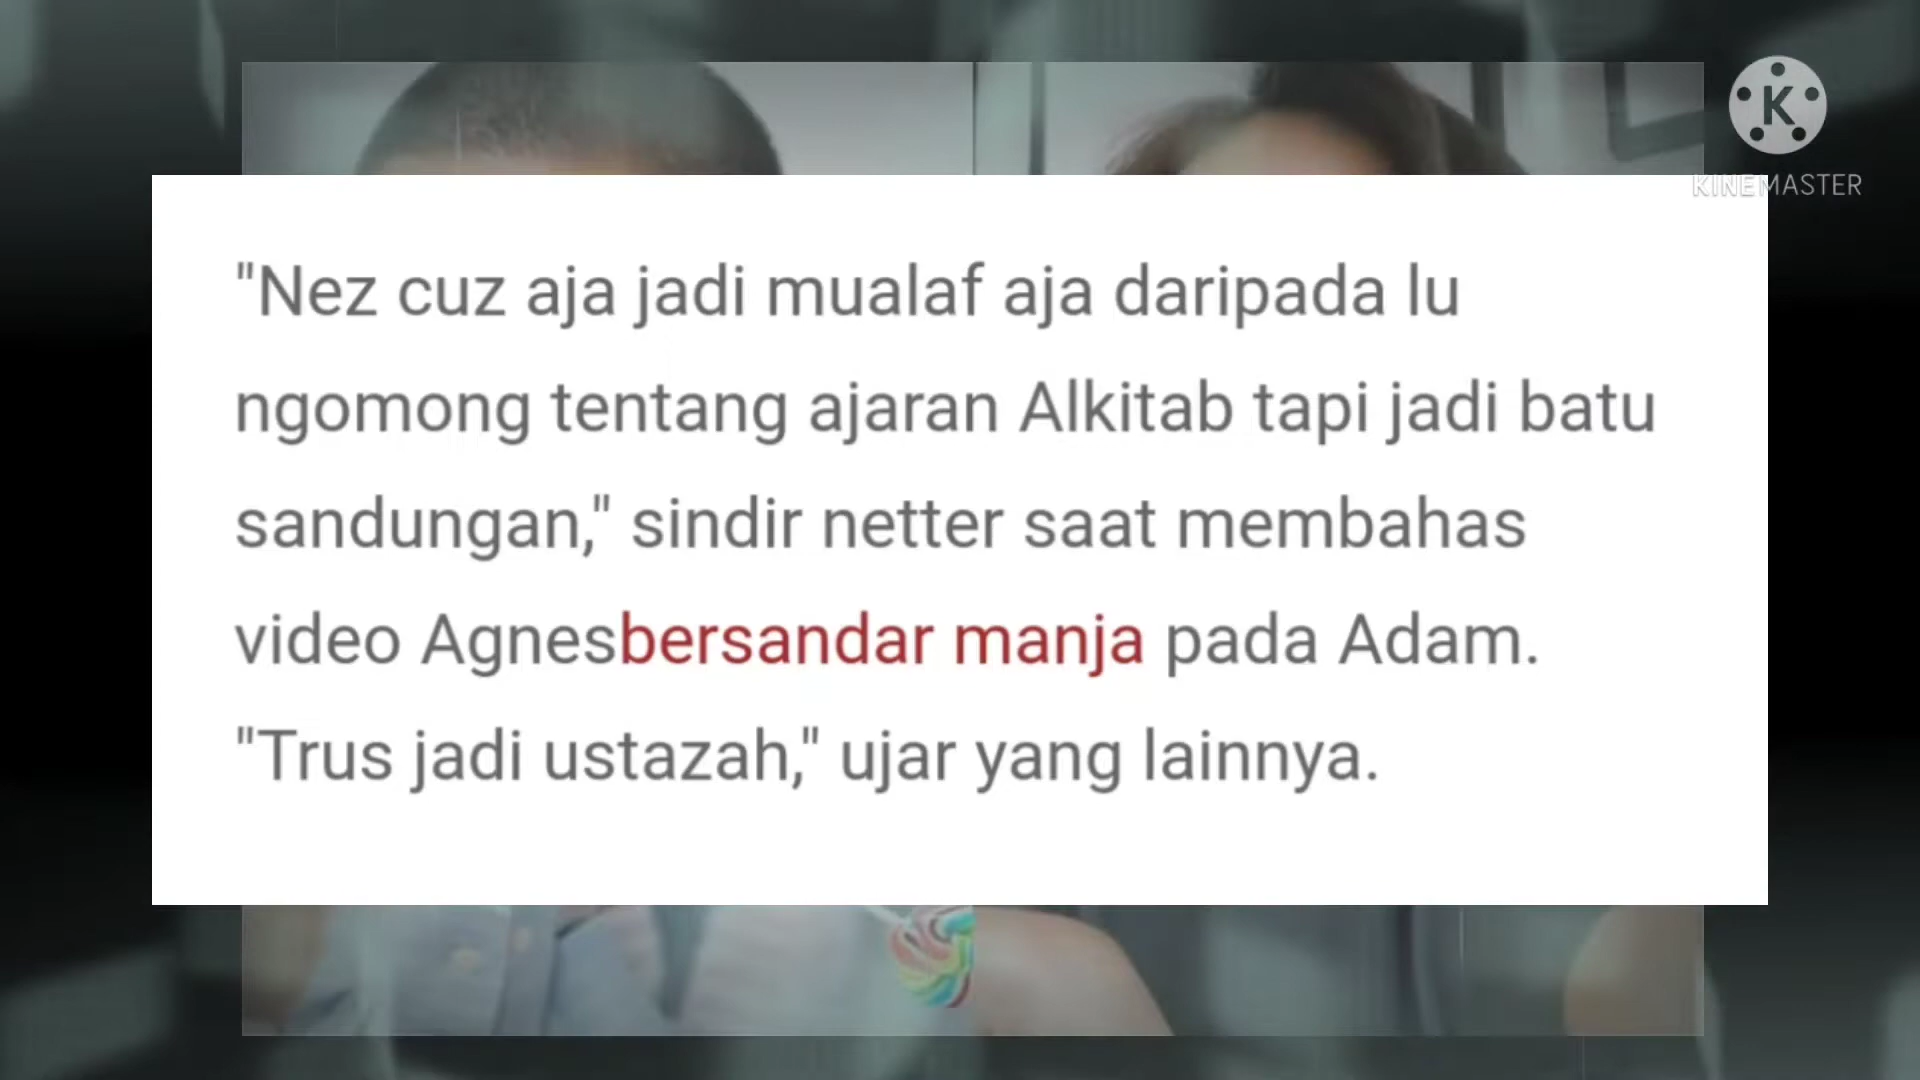 K
KINEMASTER
"Nez cuz aja jadi mualaf aja daripada lu
ngomong tentang ajaran Alkitab tapi jadi batu
sandungan," sindir netter saat membahas
video Agnesbersandar manja pada Adam.
"Trus jadi ustazah," ujar yang lainnya.